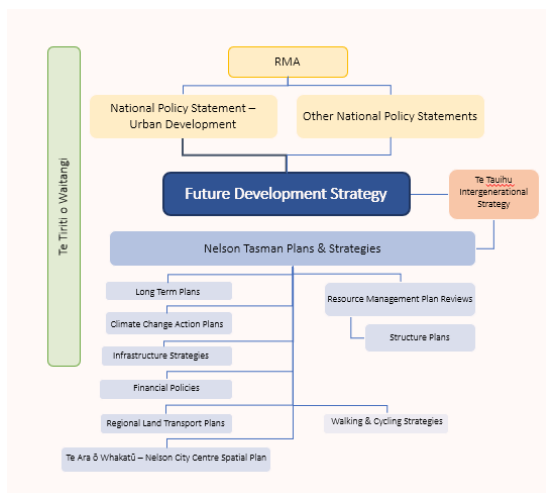 RMA
National Policy Statement –
Urban Development
Other National Policy Statements
Te Tiriti o Waitangi
Future Development Strategy
Te Tauihu
Intergenerational
Strategy
Nelson Tasman Plans & Strategies
Long Term Plans
Resource Management Plan Reviews
Climate Change Action Plans
Structure Plans
Infrastructure Strategies
Financial Policies
Regional Land Transport Plans
Walking & Cycling Strategies
Te Ara ō Whakatū – Nelson City Centre Spatial Plan